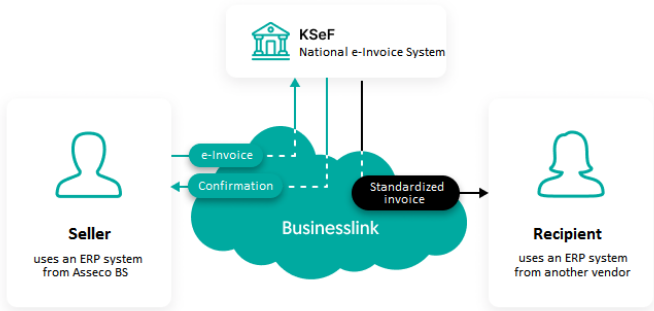 KSeF
National e-Invoice System
e-Invoice
Confirmation
Standardized
invoice
Businesslink
Seller
uses an ERP system
from Asseco BS
Recipient
uses an ERP system
from another vendor